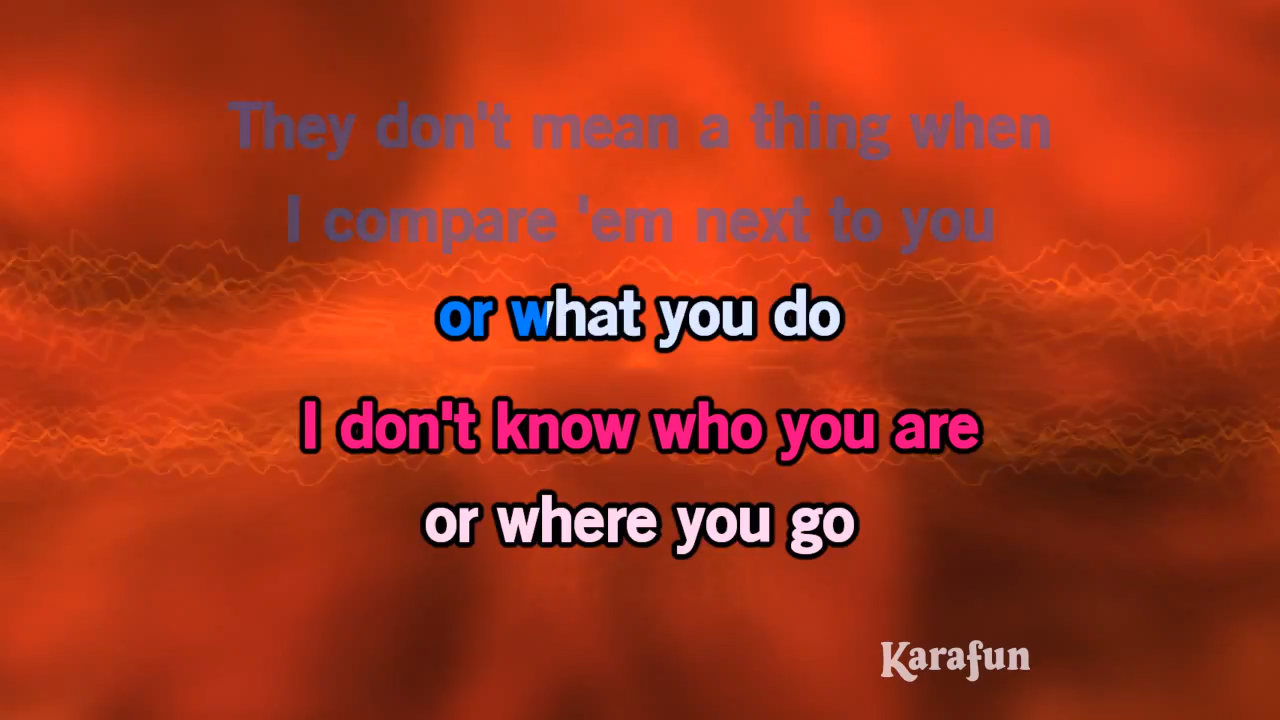 They don't mean a thing when
I compare 'em next to you
or what you do
I don't know who you are
or where you go
Karafun